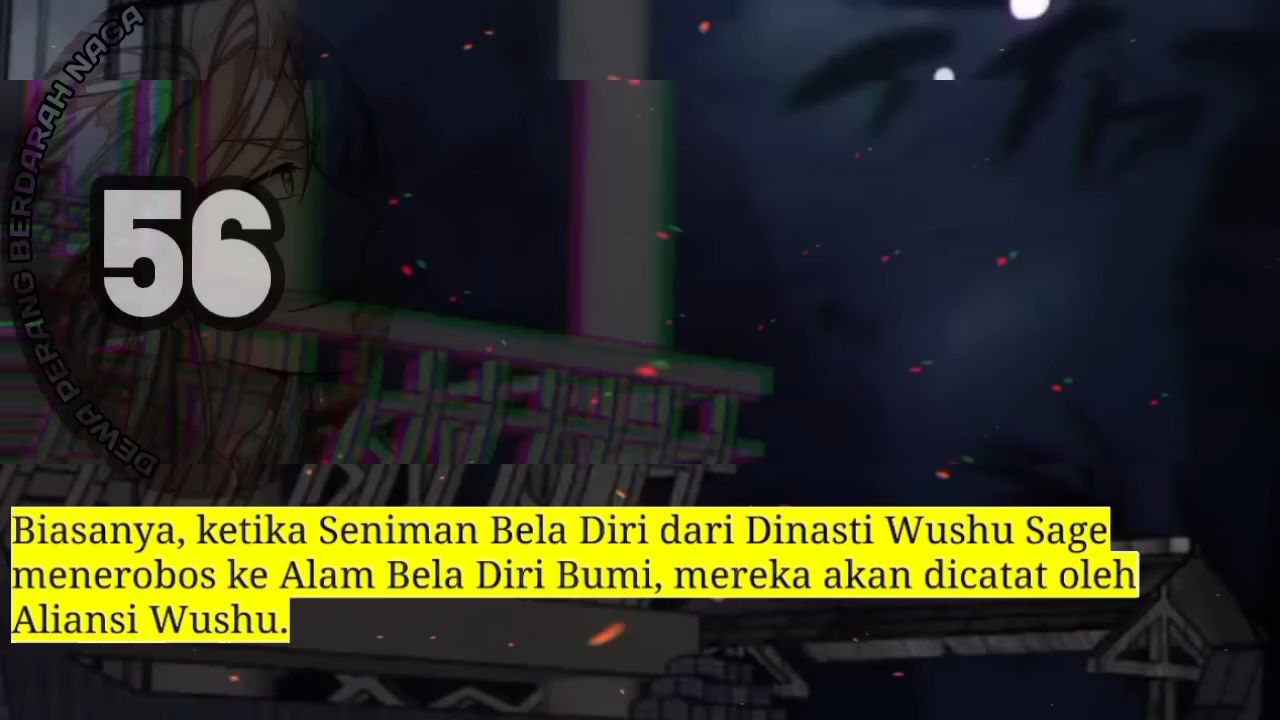 DEWA PERANG BERDARAH NAGA
56
Biasanya, ketika Seniman Bela Diri dari Dinasti Wushu Sage
menerobos ke Alam Bela Diri Bumi, mereka akan dicatat oleh
Aliansi Wushu.